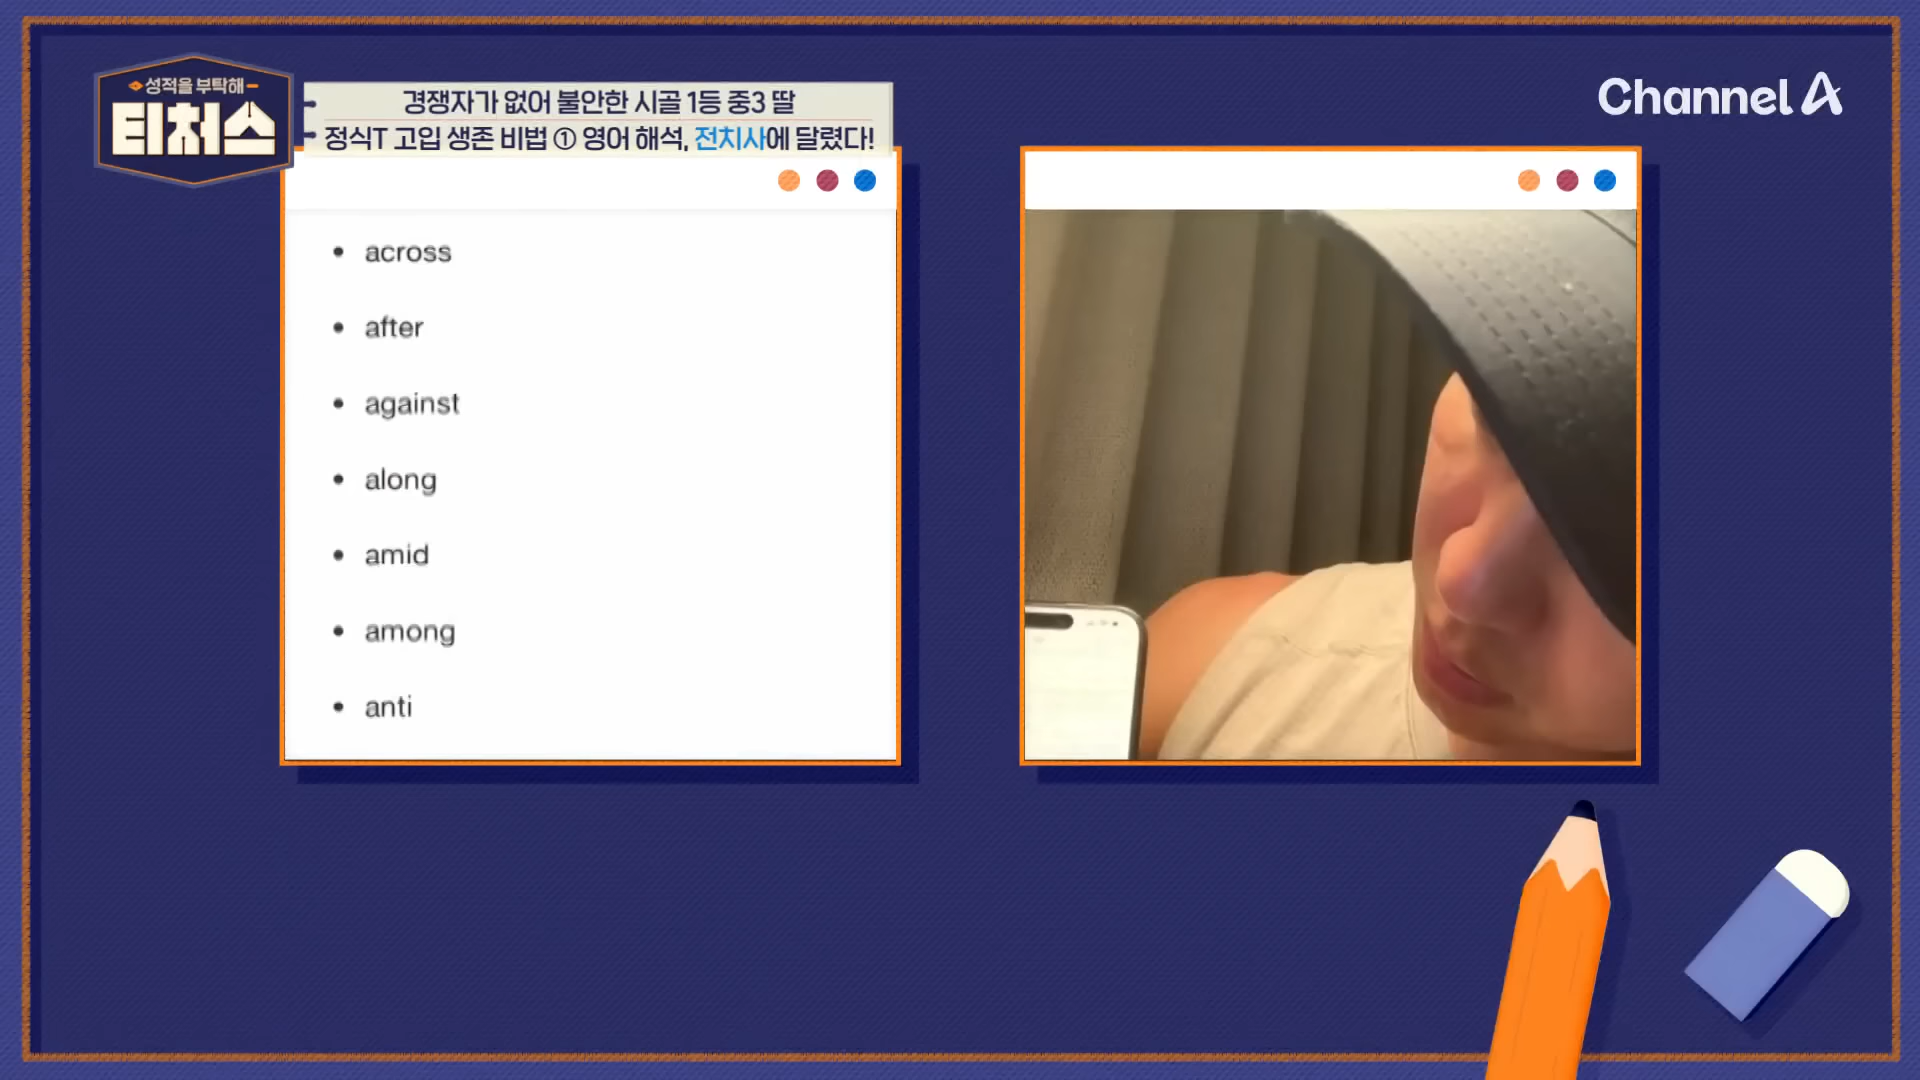 성적을 부탁해
티처스
경쟁자가 없어 불안한 시골 1등 중3 딸
정식T 고입 생존 비법 ① 영어 해석, 전치사에 달렸다!
Channel A
• across
• after
• against
• along
• amid
• among
• anti